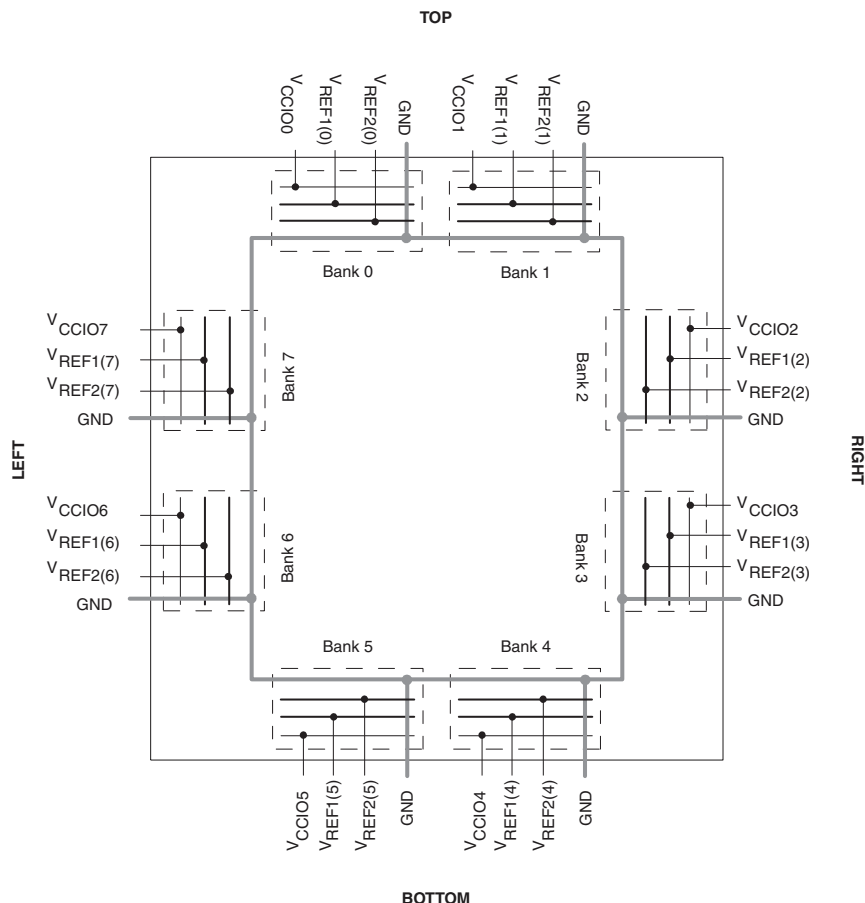 TOP
VCCIO0
VREF1(0)
VREF2(0)
GND
VCCIO1
VREF1(1)
VREF2(1)
GND
Bank 0
Bank 1
VCCIO7
VREF1(7)
VREF2(7)
GND
Bank 7
Bank 2
VCCIO2
VREF1(2)
VREF2(2)
GND
LEFT
RIGHT
VCCIO6
VREF1(6)
VREF2(6)
GND
Bank 6
Bank 3
VCCIO3
VREF1(3)
VREF2(3)
GND
Bank 5
Bank 4
VCCIO5
VREF1(5)
VREF2(5)
GND
VCCIO4
VREF1(4)
VREF2(4)
GND
BOTTOM